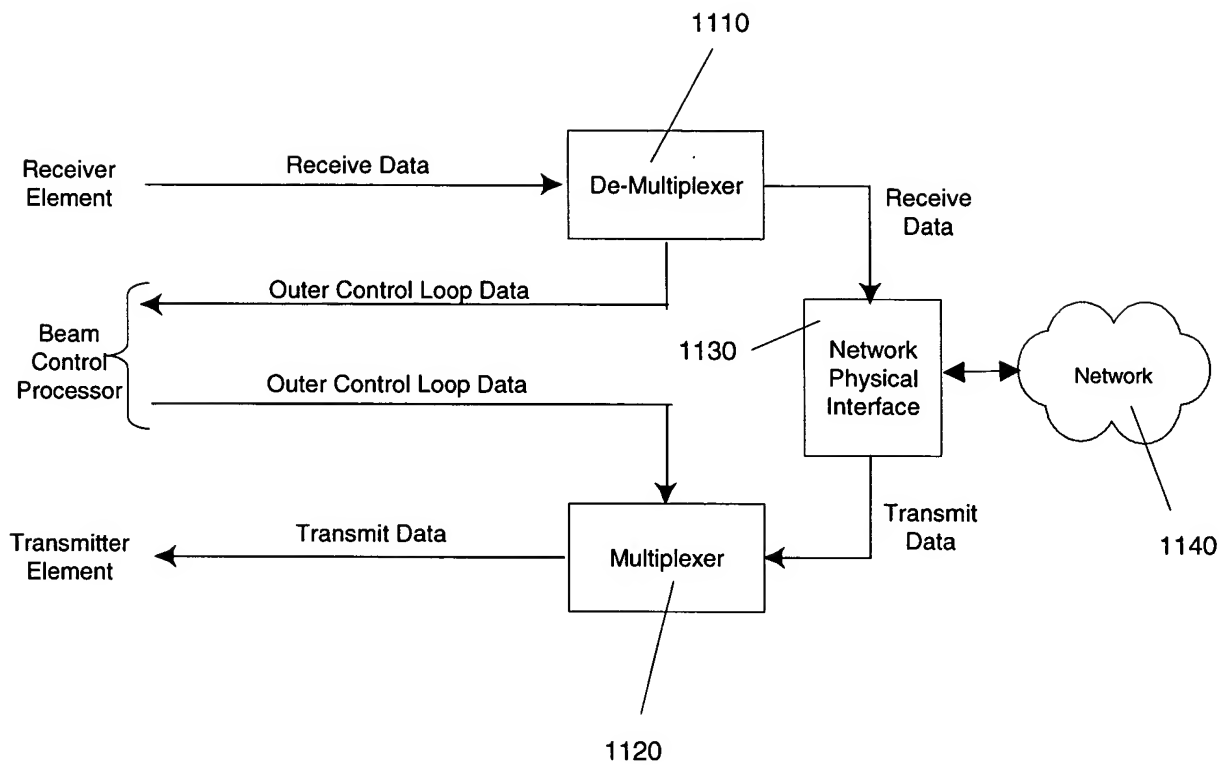 1110
Receiver
Element
Receive Data
De-Multiplexer
Receive
Data
Outer Control Loop Data
Beam
Control
Processor
1130
Network
Physical
Interface
Network
Outer Control Loop Data
Transmitter
Element
Transmit Data
Multiplexer
Transmit
Data
1140
1120